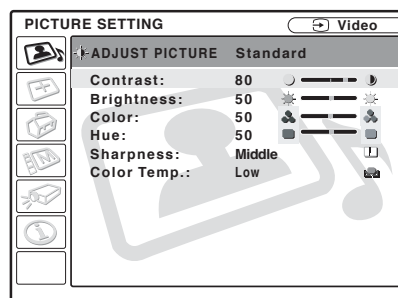 PICTURE SETTING Video
ADJUST PICTURE Standard
Contrast: 80
Brightness: 50
Color: 50
Hue: 50
Sharpness: Middle
Color Temp.: Low